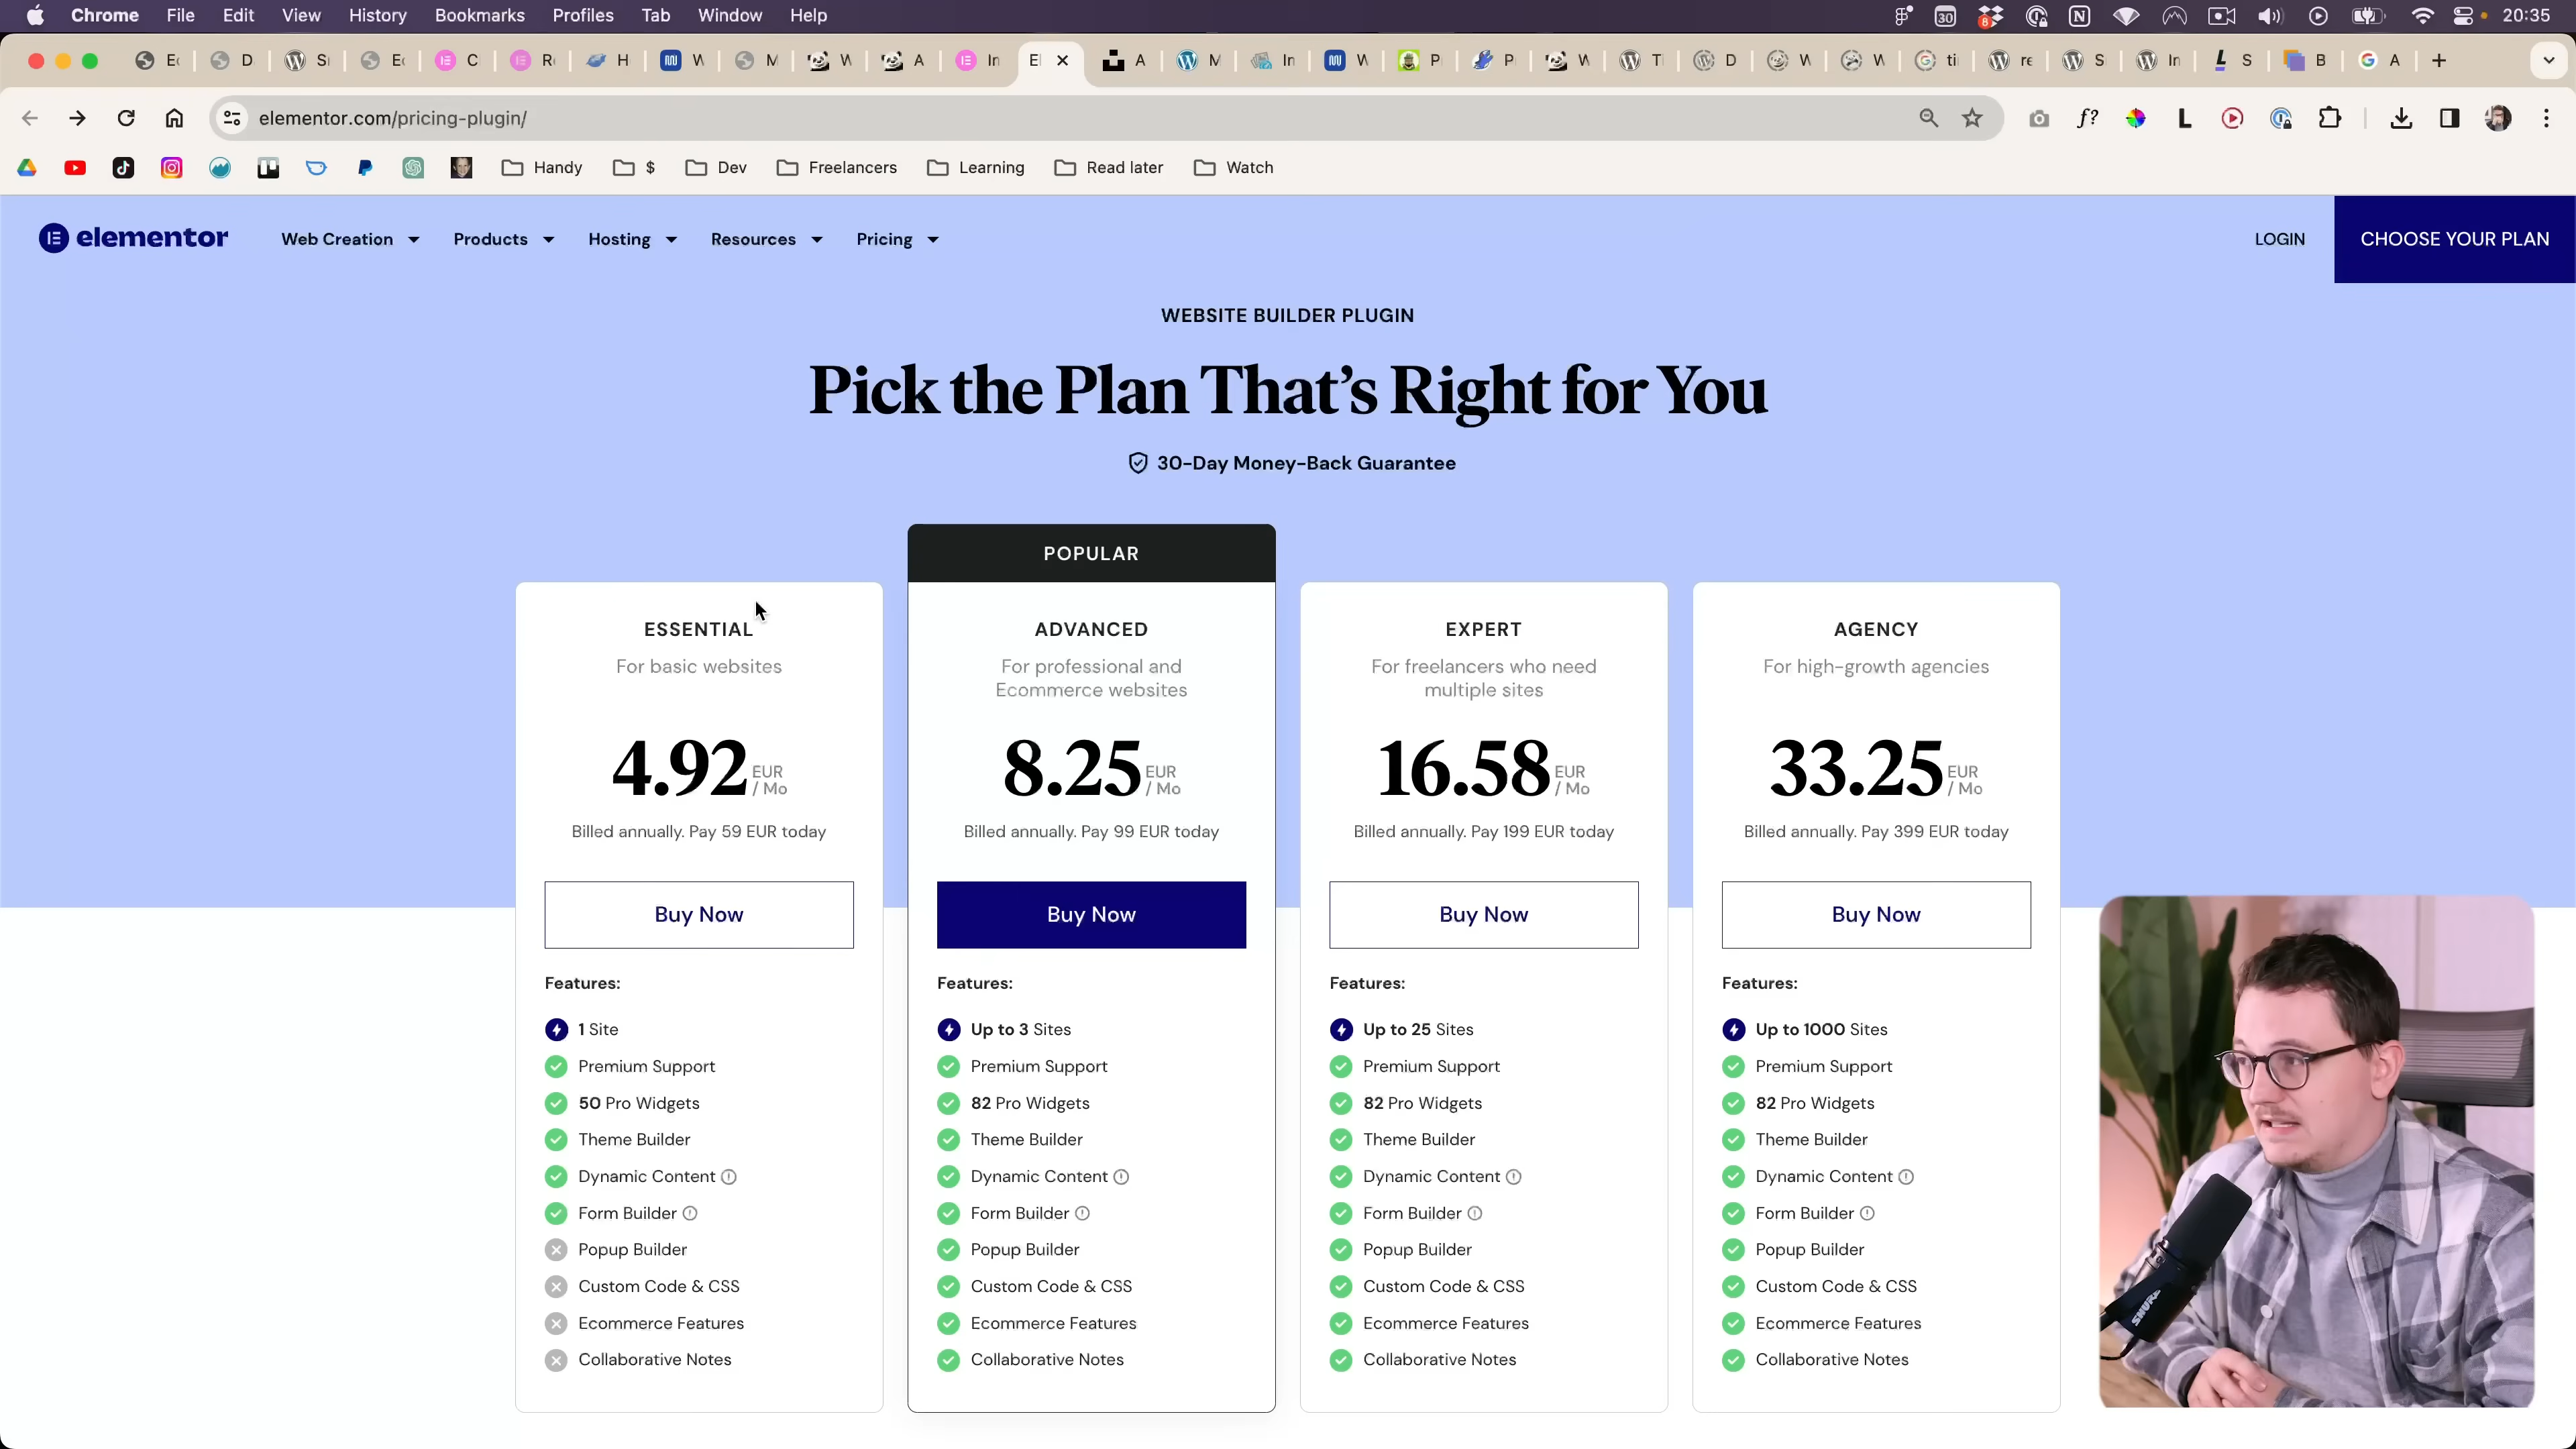 Chrome File Edit View History Bookmarks Profiles Tab Window Help
30 8 20:35
E D S E C R H W M W A In E A M In W P P W T D W W ti re S In S B A
elementor.com/pricing-plugin/
f?
Handy $ Dev Freelancers Learning Read later Watch
elementor Web Creation Products Hosting Resources Pricing LOGIN CHOOSE YOUR PLAN
WEBSITE BUILDER PLUGIN
Pick the Plan That's Right for You
30-Day Money-Back Guarantee
ESSENTIAL
For basic websites
4.92 EUR / Mo
Billed annually. Pay 59 EUR today
Buy Now
Features:
1 Site
Premium Support
50 Pro Widgets
Theme Builder
Dynamic Content
Form Builder
Popup Builder
Custom Code & CSS
Ecommerce Features
Collaborative Notes
POPULAR
ADVANCED
For professional and
Ecommerce websites
8.25 EUR / Mo
Billed annually. Pay 99 EUR today
Buy Now
Features:
Up to 3 Sites
Premium Support
82 Pro Widgets
Theme Builder
Dynamic Content
Form Builder
Popup Builder
Custom Code & CSS
Ecommerce Features
Collaborative Notes
EXPERT
For freelancers who need
multiple sites
16.58 EUR / Mo
Billed annually. Pay 199 EUR today
Buy Now
Features:
Up to 25 Sites
Premium Support
82 Pro Widgets
Theme Builder
Dynamic Content
Form Builder
Popup Builder
Custom Code & CSS
Ecommerce Features
Collaborative Notes
AGENCY
For high-growth agencies
33.25 EUR / Mo
Billed annually. Pay 399 EUR today
Buy Now
Features:
Up to 1000 Sites
Premium Support
82 Pro Widgets
Theme Builder
Dynamic Content
Form Builder
Popup Builder
Custom Code & CSS
Ecommerce Features
Collaborative Notes
SHURE